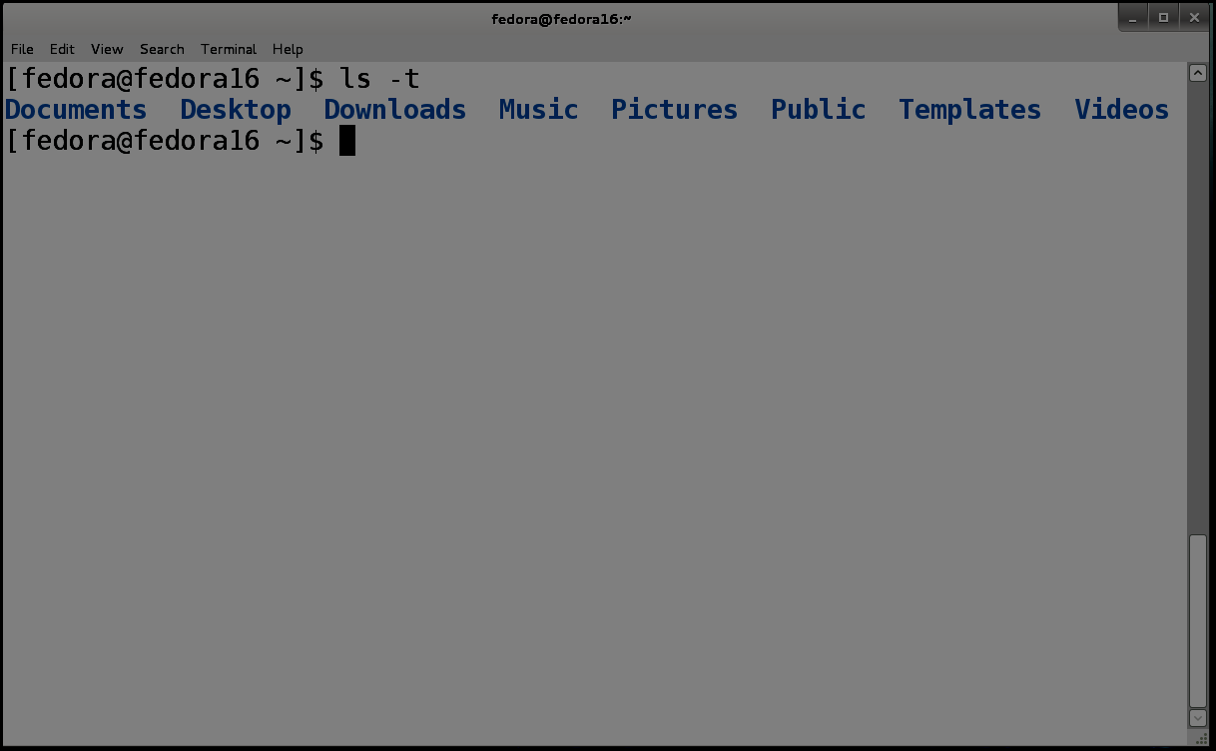 fedora@fedora16:~
File Edit View Search Terminal Help
[fedora@fedora16 ~]$ ls -t
Documents Desktop Downloads Music Pictures Public Templates Videos
[fedora@fedora16 ~]$